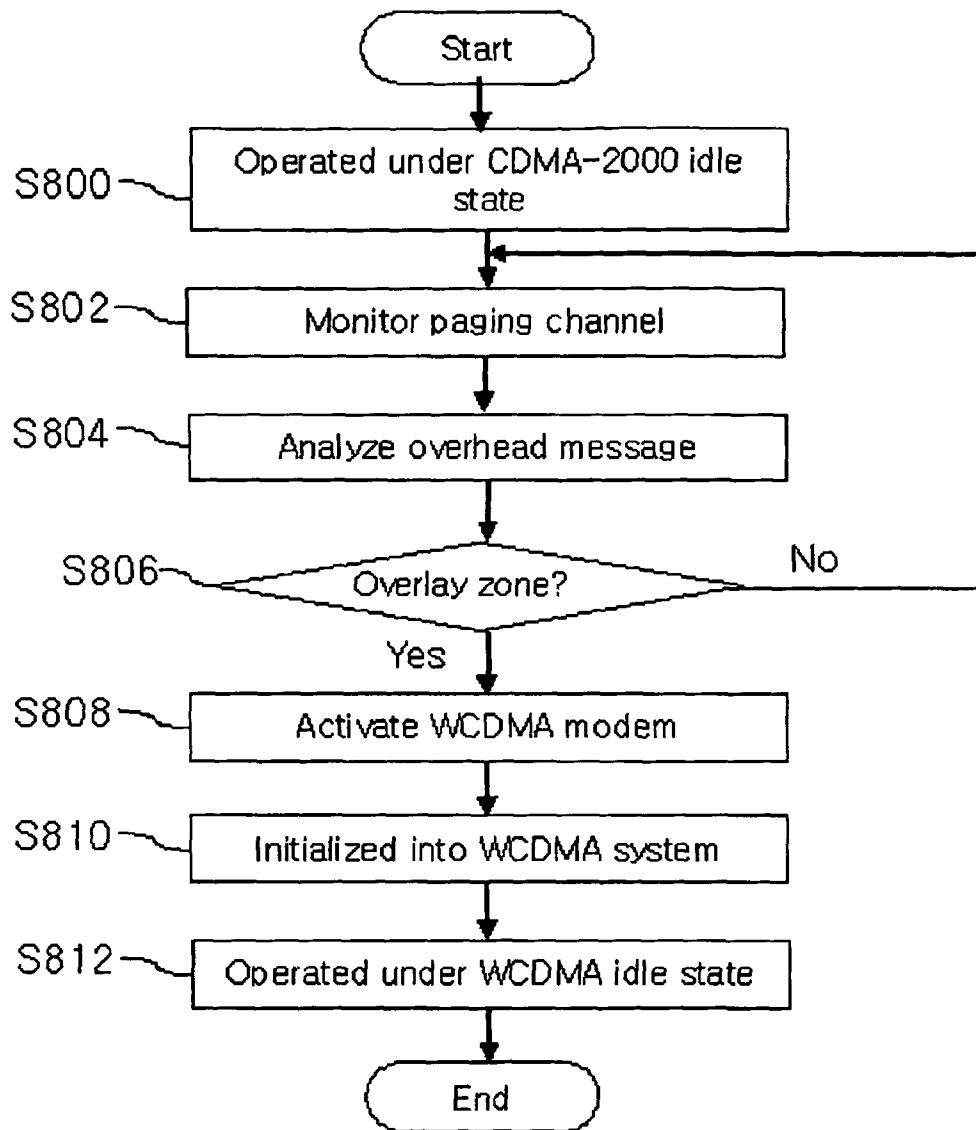 Start
S800
Operated under CDMA-2000 idle
state
S802
Monitor paging channel
S804
Analyze overhead message
S806
Overlay zone?
No
Yes
S808
Activate WCDMA modem
S810
Initialized into WCDMA system
S812
Operated under WCDMA idle state
End